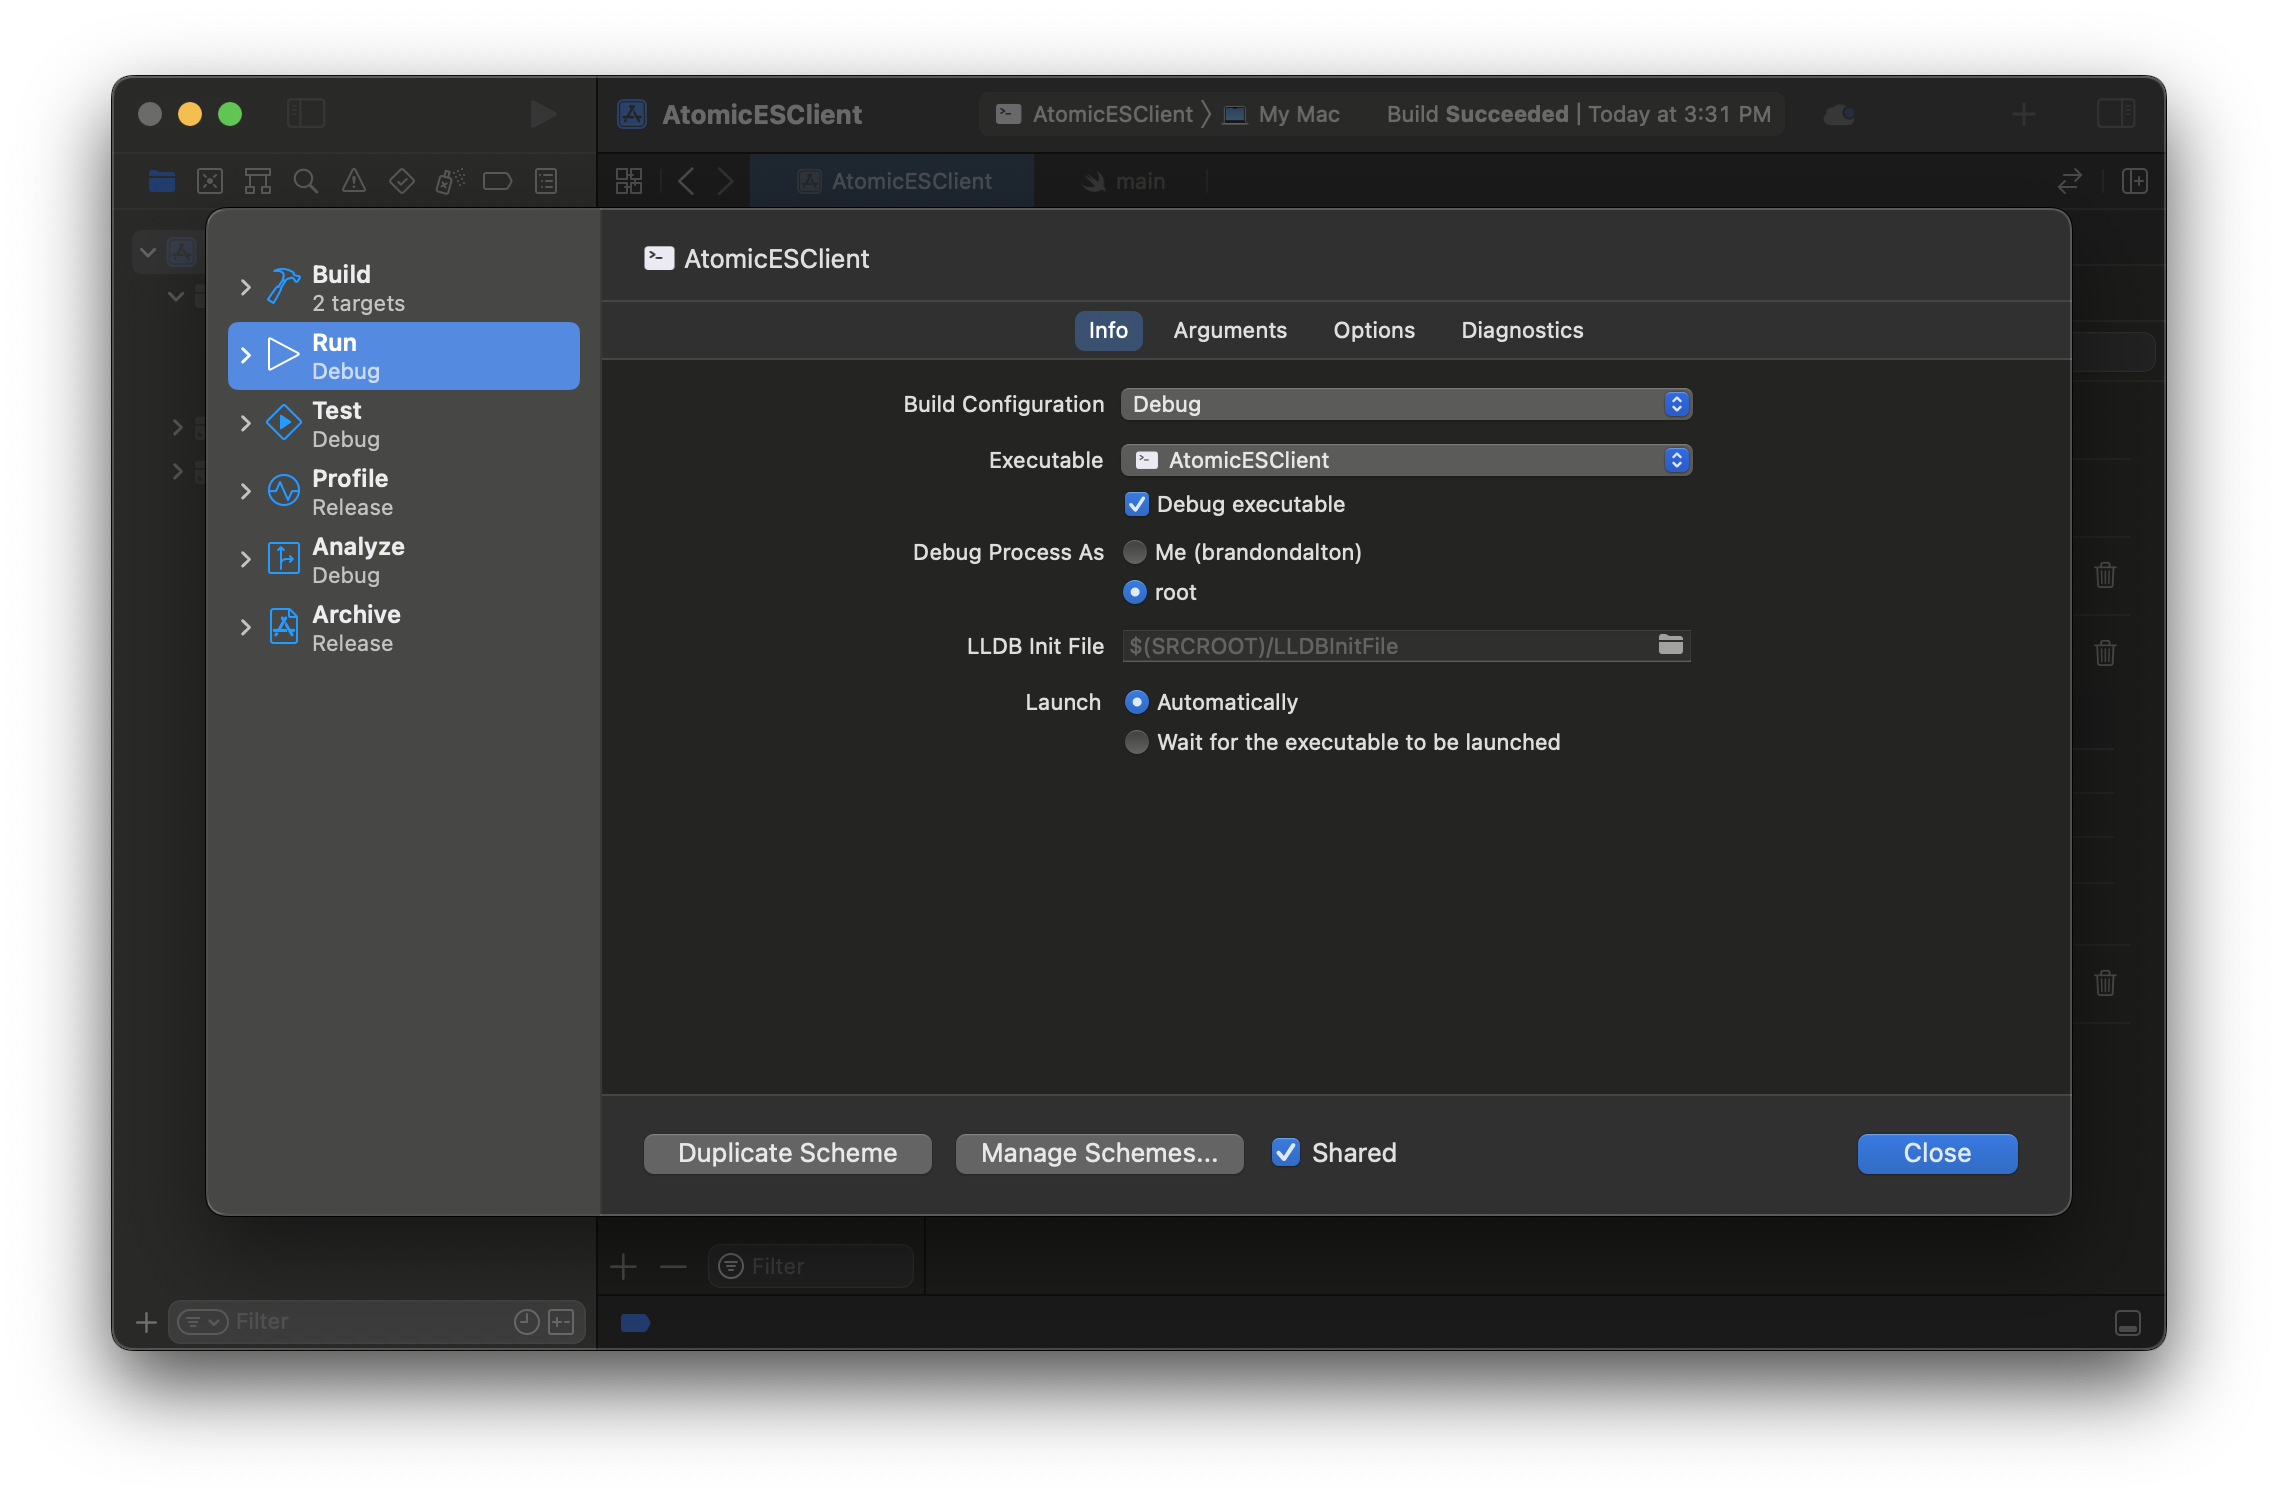 AtomicESClient
AtomicESClient
My Mac
Build Succeeded | Today at 3:31 PM
AtomicESClient
main
Build
2 targets
Run
Debug
Test
Debug
Profile
Release
Analyze
Debug
Archive
Release
AtomicESClient
Info
Arguments
Options
Diagnostics
Build Configuration
Debug
Executable
AtomicESClient
Debug executable
Debug Process As
Me (brandondalton)
root
LLDB Init File
$(SRCROOT)/LLDBInitFile
Launch
Automatically
Wait for the executable to be launched
Duplicate Scheme
Manage Schemes...
Shared
Close
Filter
Filter